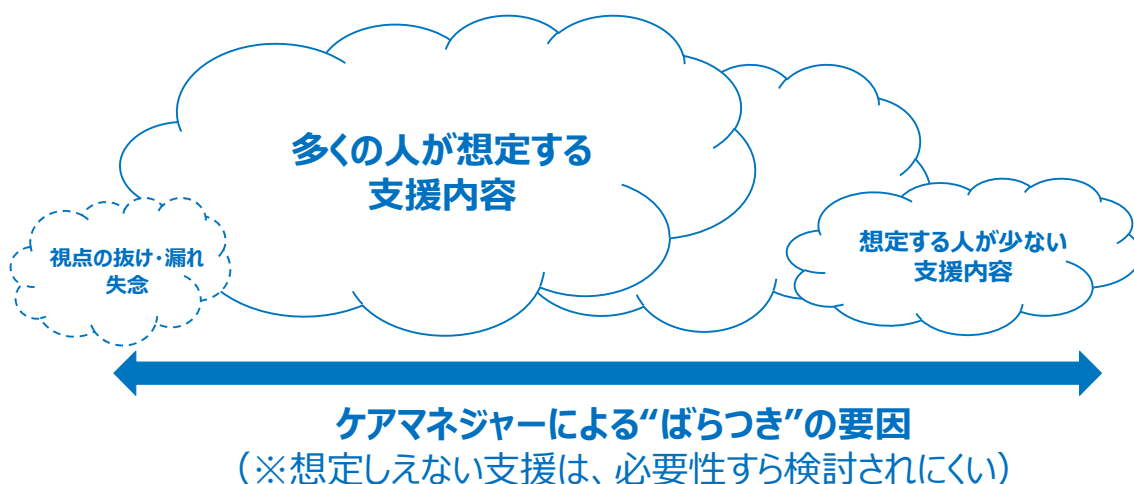 多くの人が想定する
支援内容
視点の抜け・漏れ
失念
想定する人が少ない
支援内容
ケアマネジャーによる“ばらつき”の要因
（※想定しえない支援は、必要性すら検討されにくい）